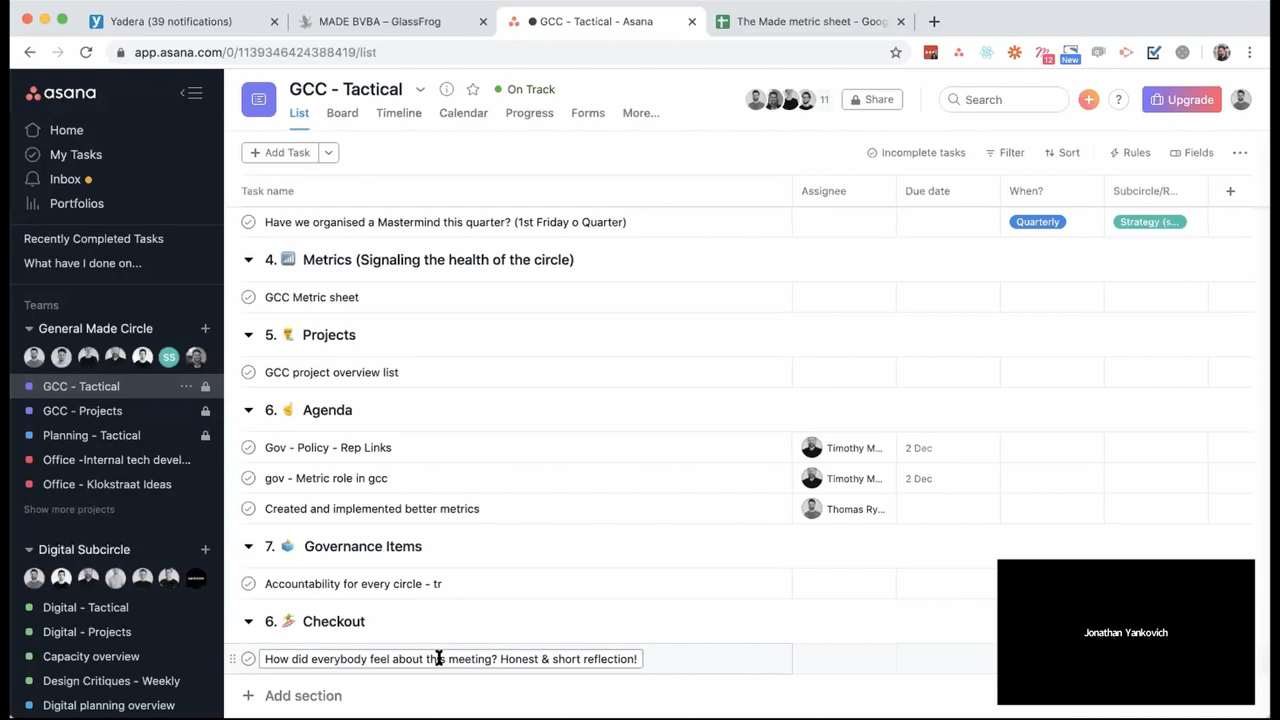 Yadera (39 notifications)
MADE BVBA – GlassFrog
GCC - Tactical - Asana
The Made metric sheet - Goog
app.asana.com/0/1139346424388419/list
12
New
asana
Home
My Tasks
Inbox
Portfolios
Recently Completed Tasks
What have I done on...
Teams
General Made Circle
SS
GCC - Tactical
GCC - Projects
Planning - Tactical
Office -Internal tech devel...
Office - Klokstraat Ideas
Show more projects
Digital Subcircle
Digital - Tactical
Digital - Projects
Capacity overview
Design Critiques - Weekly
Digital planning overview
GCC - Tactical
On Track
List Board Timeline Calendar Progress Forms More...
11
Share
Search
?
Upgrade
+ Add Task
Incomplete tasks Filter Sort Rules Fields
Task name Assignee Due date When? Subcircle/R...
Have we organised a Mastermind this quarter? (1st Friday o Quarter) Quarterly Strategy (s...
4. Metrics (Signaling the health of the circle)
GCC Metric sheet
5. Projects
GCC project overview list
6. Agenda
Gov - Policy - Rep Links Timothy M... 2 Dec
gov - Metric role in gcc Timothy M... 2 Dec
Created and implemented better metrics Thomas Ry...
7. Governance Items
Accountability for every circle - tr
6. Checkout
How did everybody feel about this meeting? Honest & short reflection!
+ Add section
Jonathan Yankovich